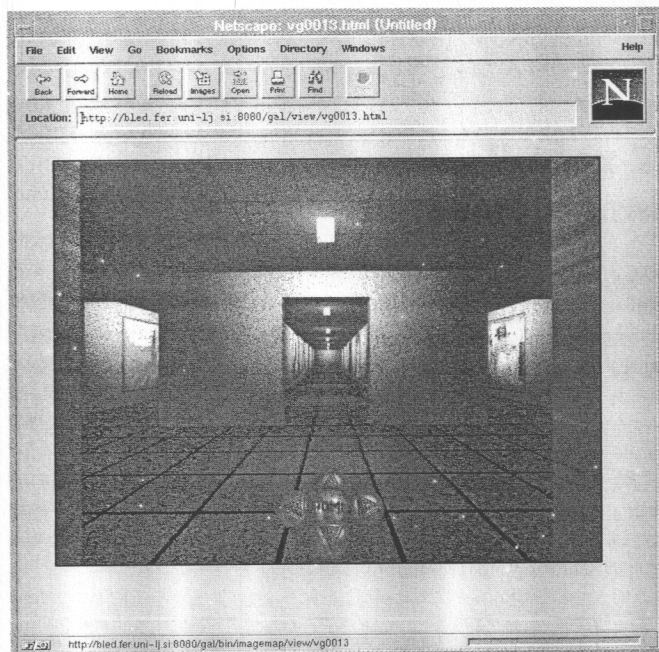 Netscape: vg0013.html (Untitled)
File Edit View Go Bookmarks Options Directory Windows Help
Back Forward Home Reload Images Open Print Find
N
Location: http://bled.fer.uni-lj.si:8080/gal/view/vg0013.html
http://bled.fer.uni-lj.si:8080/gal/bin/imagemap/view/vg0013